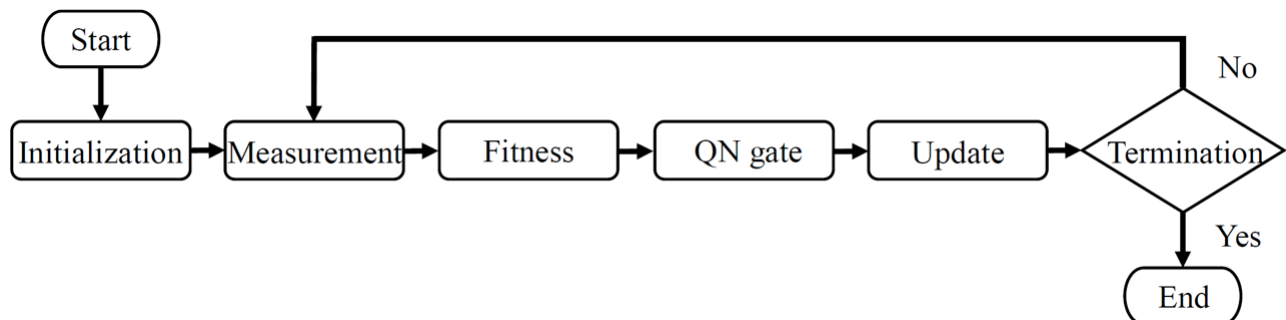 Start
No
Initialization
Measurement
Fitness
QN gate
Update
Termination
Yes
End